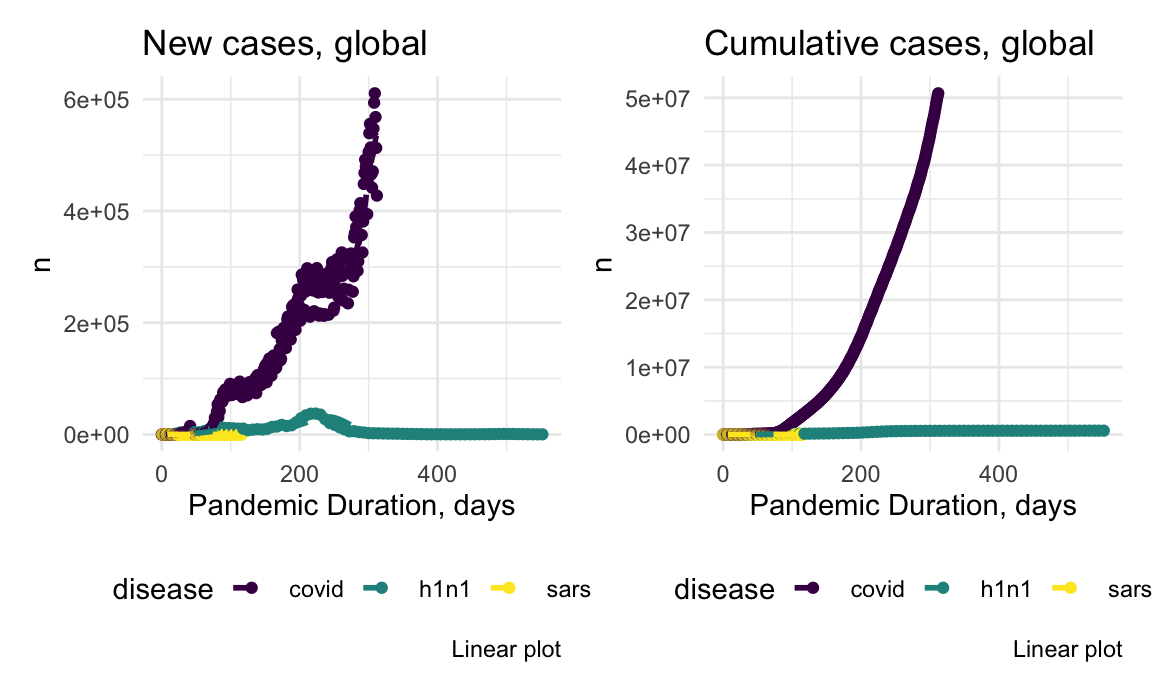 New cases, global
6e+05
4e+05
2e+05
0e+00
n
0 200 400
Pandemic Duration, days
disease covid h1n1 sars
Linear plot
Cumulative cases, global
5e+07
4e+07
3e+07
2e+07
1e+07
0e+00
n
0 200 400
Pandemic Duration, days
disease covid h1n1 sars
Linear plot